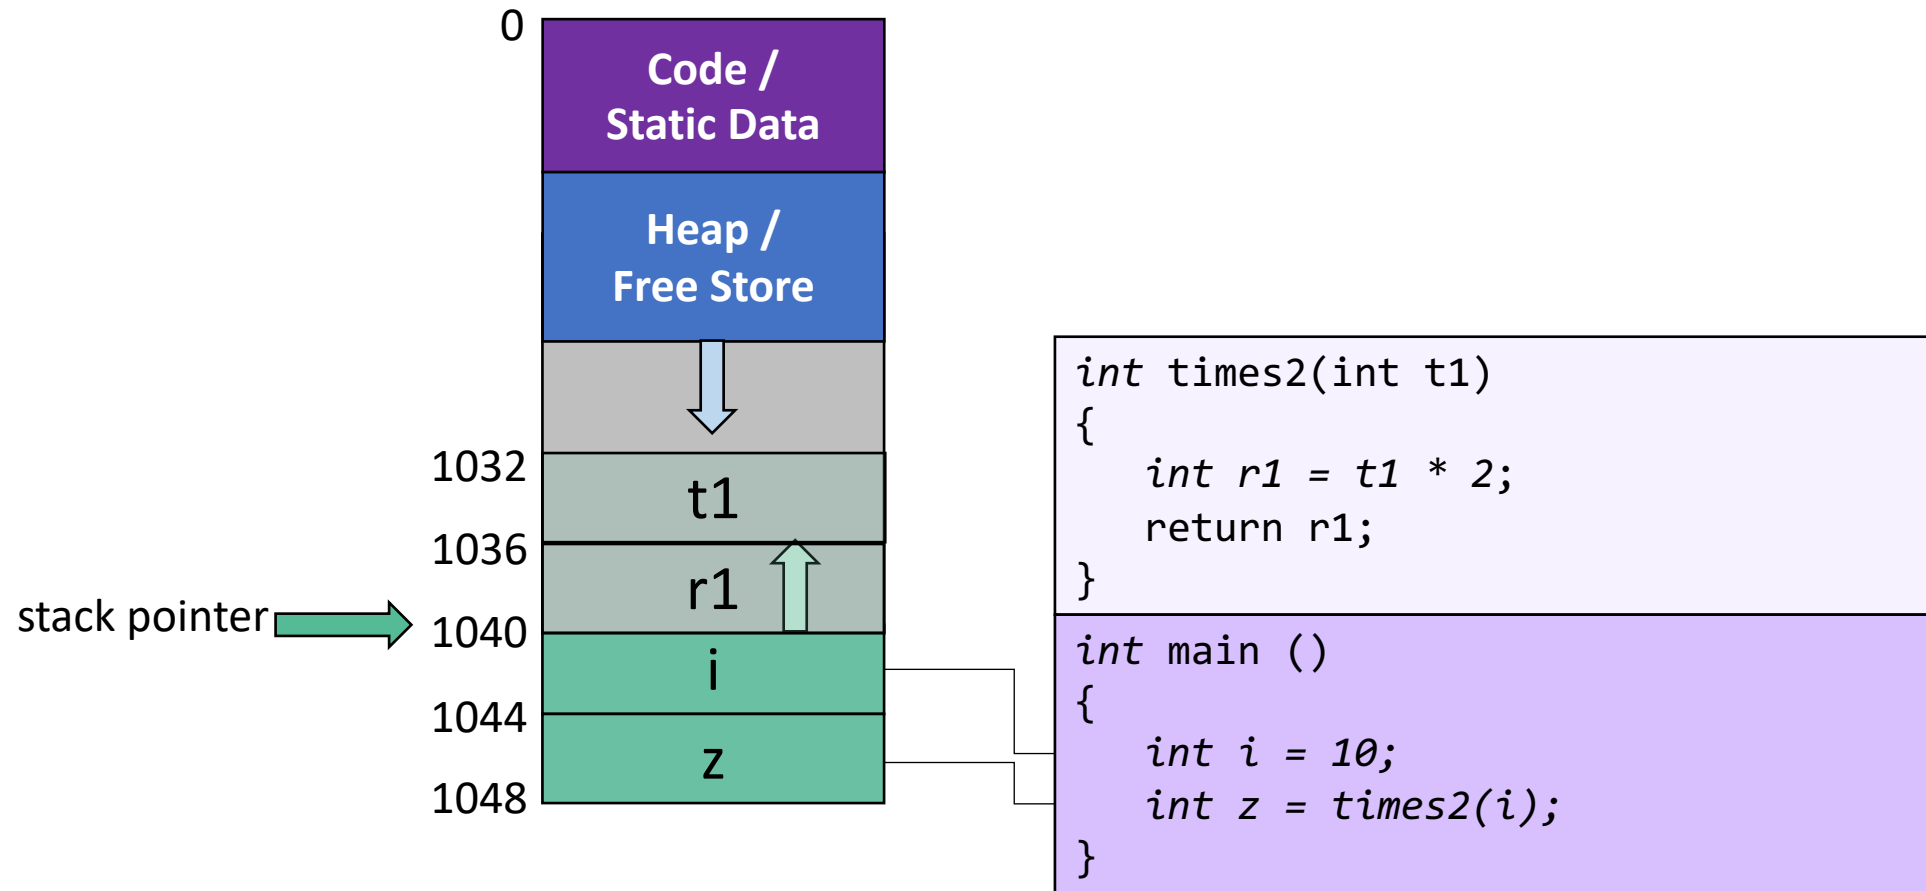 0
Code /
Static Data
Heap /
Free Store
1032
t1
1036
r1
stack pointer
1040
i
1044
z
1048
int times2(int t1)
{
int r1 = t1 * 2;
return r1;
}
int main ()
{
int i = 10;
int z = times2(i);
}